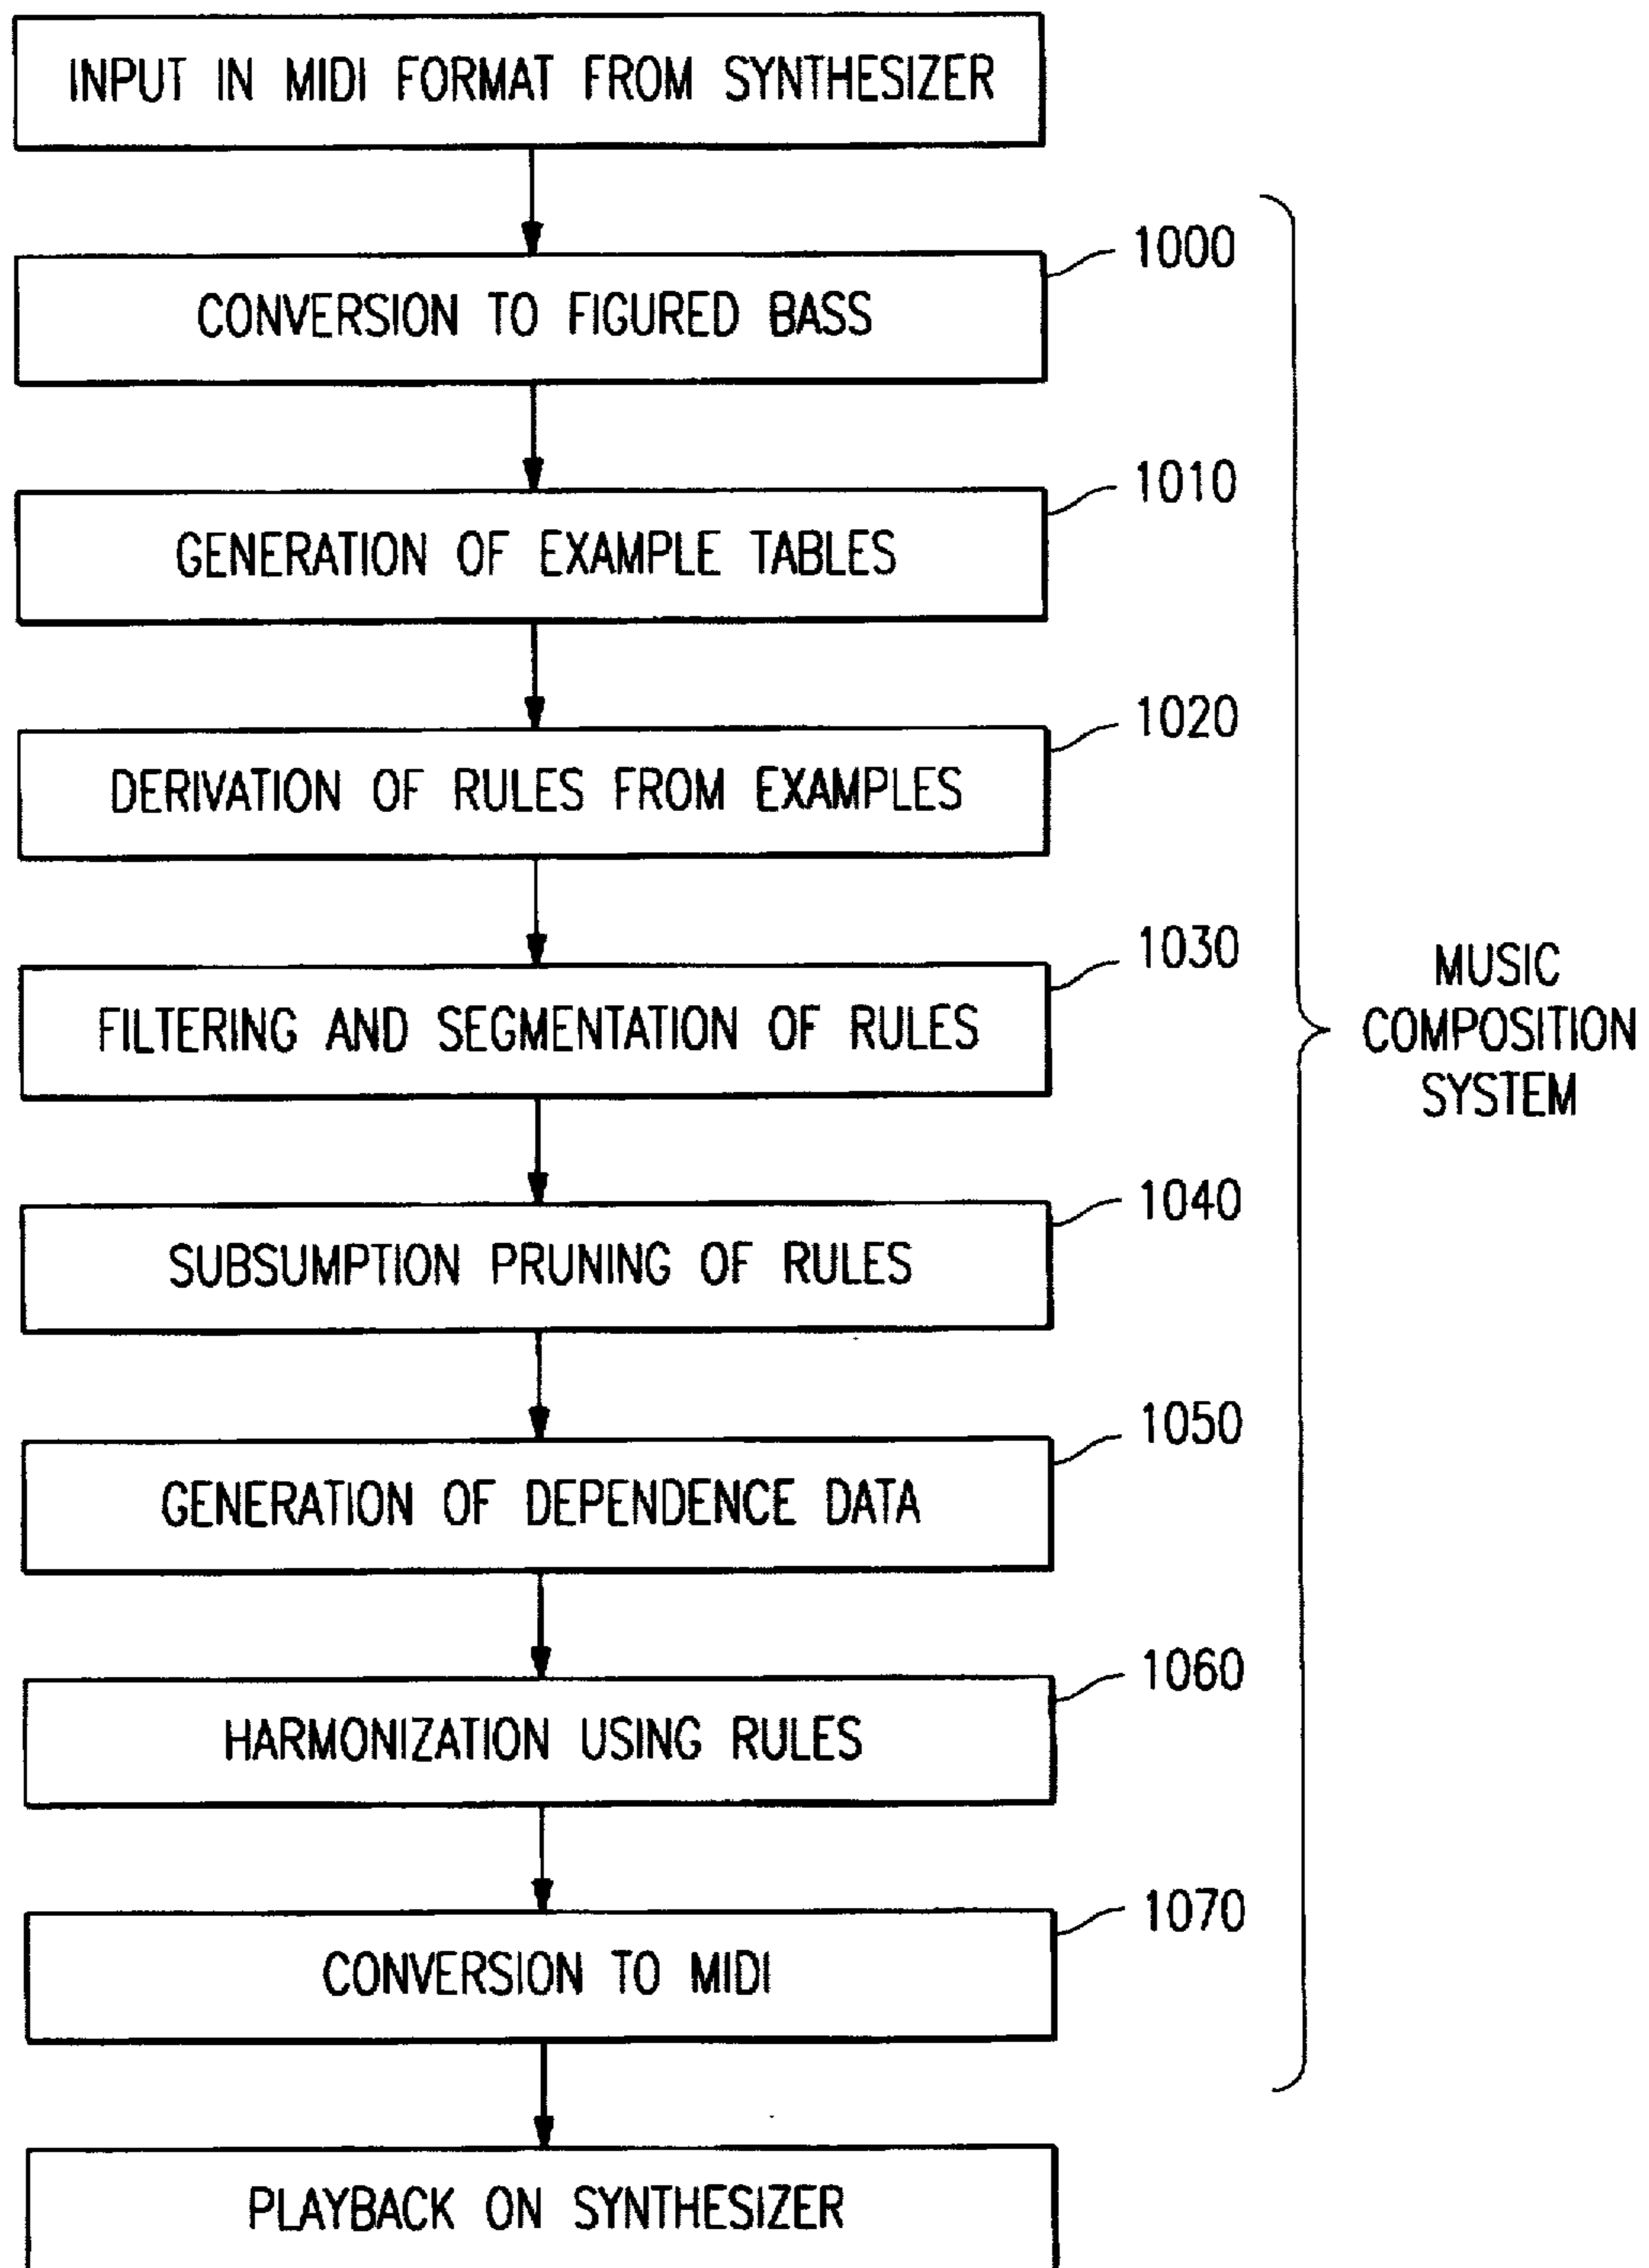 INPUT IN MIDI FORMAT FROM SYNTHESIZER
1000
CONVERSION TO FIGURED BASS
1010
GENERATION OF EXAMPLE TABLES
1020
DERIVATION OF RULES FROM EXAMPLES
1030
FILTERING AND SEGMENTATION OF RULES
MUSIC
COMPOSITION
SYSTEM
1040
SUBSUMPTION PRUNING OF RULES
1050
GENERATION OF DEPENDENCE DATA
1060
HARMONIZATION USING RULES
1070
CONVERSION TO MIDI
PLAYBACK ON SYNTHESIZER